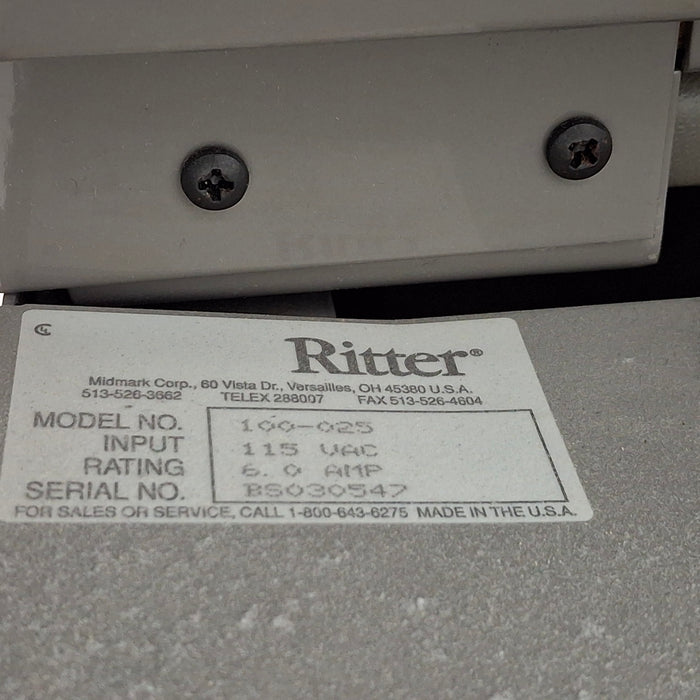 Ritter®
Midmark Corp., 60 Vista Dr., Versailles, OH 45380 U.S.A.
513-526-3662 TELEX 288007 FAX 513-526-4604
MODEL NO. 100-025
INPUT 115 VAC
RATING 6.0 AMP
SERIAL NO. BS030547
FOR SALES OR SERVICE, CALL 1-800-643-6275 MADE IN THE U.S.A.